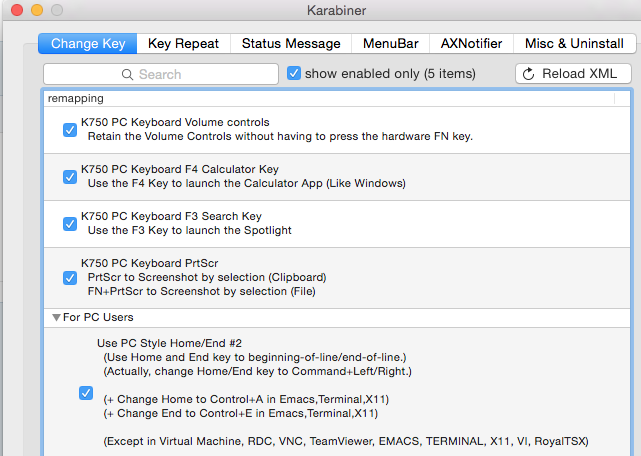 Karabiner
Change Key
Key Repeat
Status Message
MenuBar
AXNotifier
Misc & Uninstall
Search
show enabled only (5 items)
Reload XML
remapping
K750 PC Keyboard Volume controls
Retain the Volume Controls without having to press the hardware FN key.
K750 PC Keyboard F4 Calculator Key
Use the F4 Key to launch the Calculator App (Like Windows)
K750 PC Keyboard F3 Search Key
Use the F3 Key to launch the Spotlight
K750 PC Keyboard PrtScr
PrtScr to Screenshot by selection (Clipboard)
FN+PrtScr to Screenshot by selection (File)
For PC Users
Use PC Style Home/End #2
(Use Home and End key to beginning-of-line/end-of-line.)
(Actually, change Home/End key to Command+Left/Right.)
(+ Change Home to Control+A in Emacs,Terminal,X11)
(+ Change End to Control+E in Emacs,Terminal,X11)
(Except in Virtual Machine, RDC, VNC, TeamViewer, EMACS, TERMINAL, X11, VI, RoyalTSX)